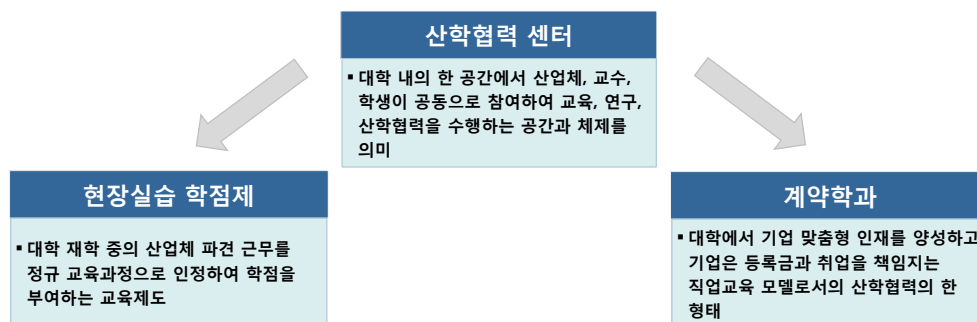 산학협력 센터
▪ 대학 내의 한 공간에서 산업체, 교수,
학생이 공동으로 참여하여 교육, 연구,
산학협력을 수행하는 공간과 체제를
의미
현장실습 학점제
▪ 대학 재학 중의 산업체 파견 근무를
정규 교육과정으로 인정하여 학점을
부여하는 교육제도
계약학과
▪ 대학에서 기업 맞춤형 인재를 양성하고
기업은 등록금과 취업을 책임지는
직업교육 모델로서의 산학협력의 한
형태